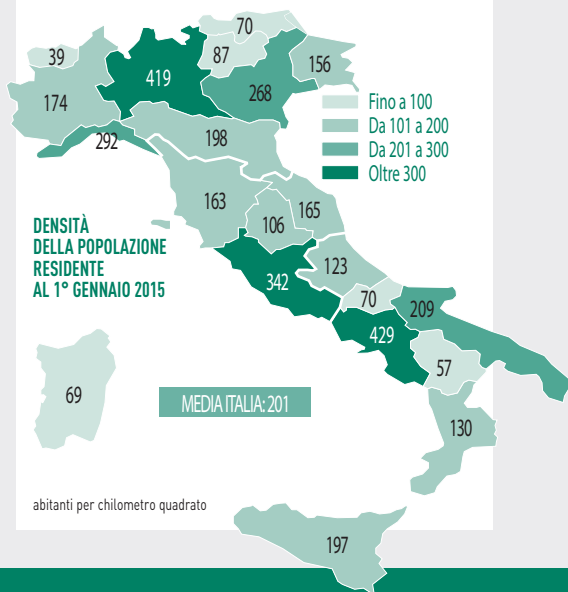 70
39
87
156
419
268
174
Fino a 100
Da 101 a 200
292
198
Da 201 a 300
Oltre 300
163
165
106
DENSITÀ
DELLA POPOLAZIONE
RESIDENTE
AL 1° GENNAIO 2015
123
342
70
209
429
57
69
MEDIA ITALIA: 201
130
abitanti per chilometro quadrato
197